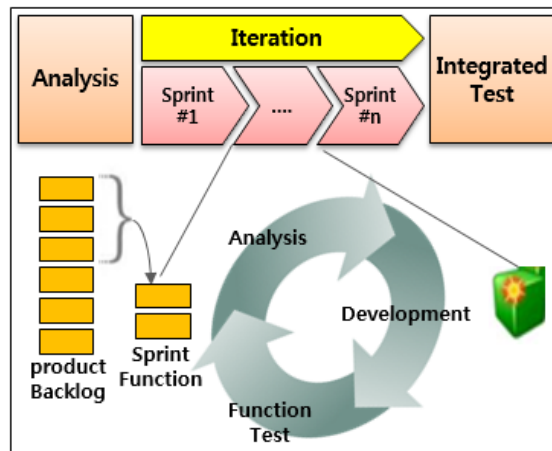 Iteration
Analysis
Integrated
Test
Sprint
#1
....
Sprint
#n
Analysis
Development
product
Backlog
Sprint
Function
Function
Test